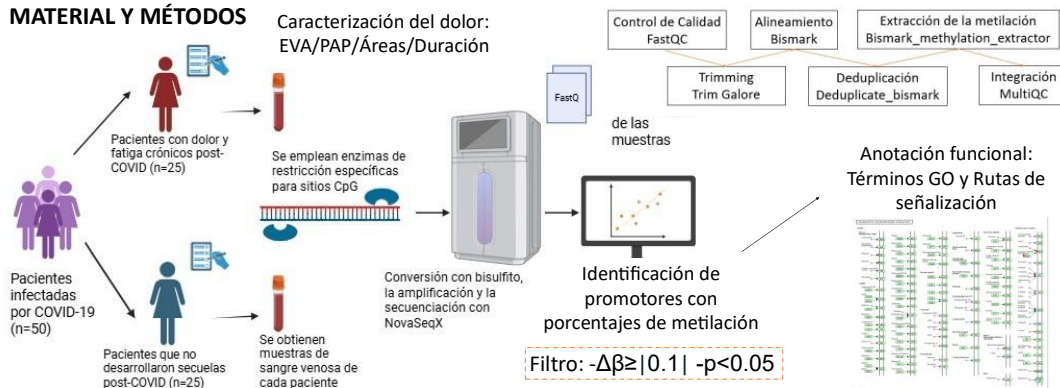 MATERIAL Y MÉTODOS
Caracterización del dolor:
EVA/PAP/Áreas/Duración
Control de Calidad
FastQC
Alineamiento
Bismark
Extracción de la metilación
Bismark_methylation_extractor
Trimming
Trim Galore
Deduplicación
Deduplicate_bismark
Integración
MultiQC
FastQ
de las
muestras
Pacientes con dolor y
fatiga crónicos post-
COVID (n=25)
Se emplean enzimas de
restricción específicas
para sitios CpG
Anotación funcional:
Términos GO y Rutas de
señalización
Pacientes
infectadas
por COVID-19
(n=50)
Conversión con bisulfito,
la amplificación y la
secuenciación con
NovaSeqX
Identificación de
promotores con
porcentajes de metilación
Pacientes que no
desarrollaron secuelas
post-COVID (n=25)
Se obtienen
muestras de
sangre venosa de
cada paciente
Filtro: -Δβ≥|0.1| -p<0.05